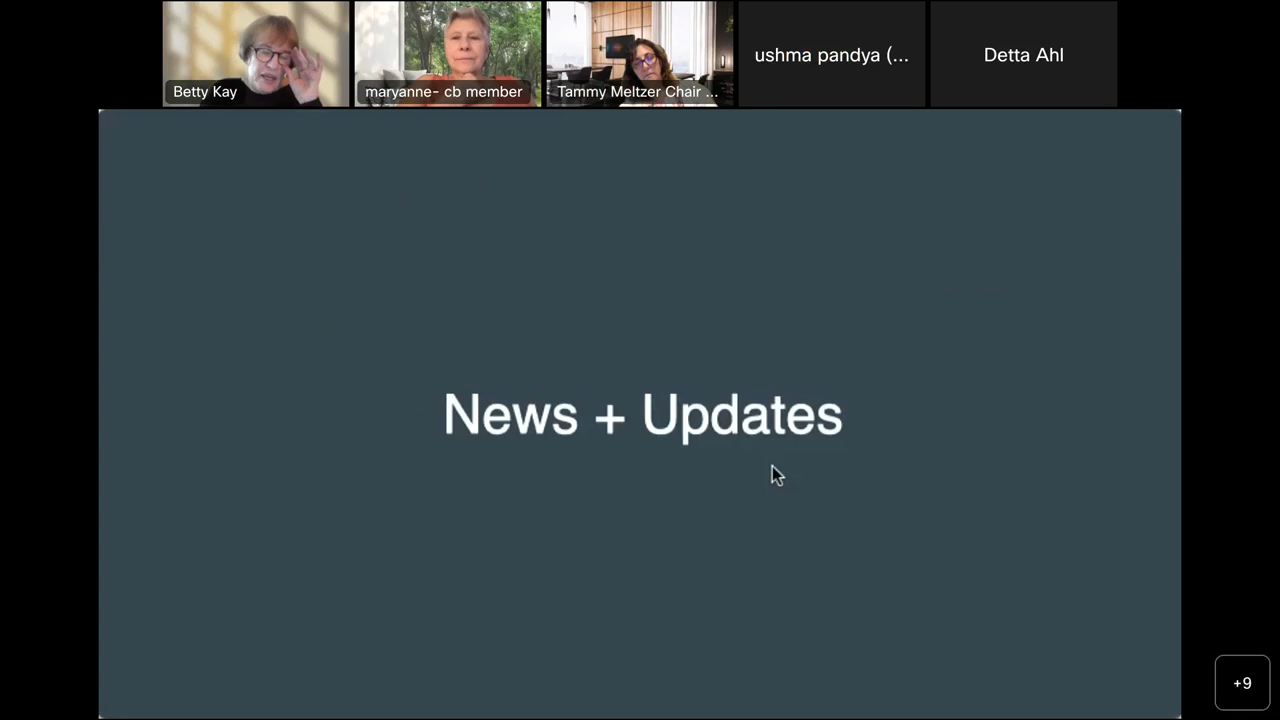 Betty Kay
maryanne- cb member
Tammy Meltzer Chair ...
ushma pandya (...
Detta Ahl
News + Updates
+9